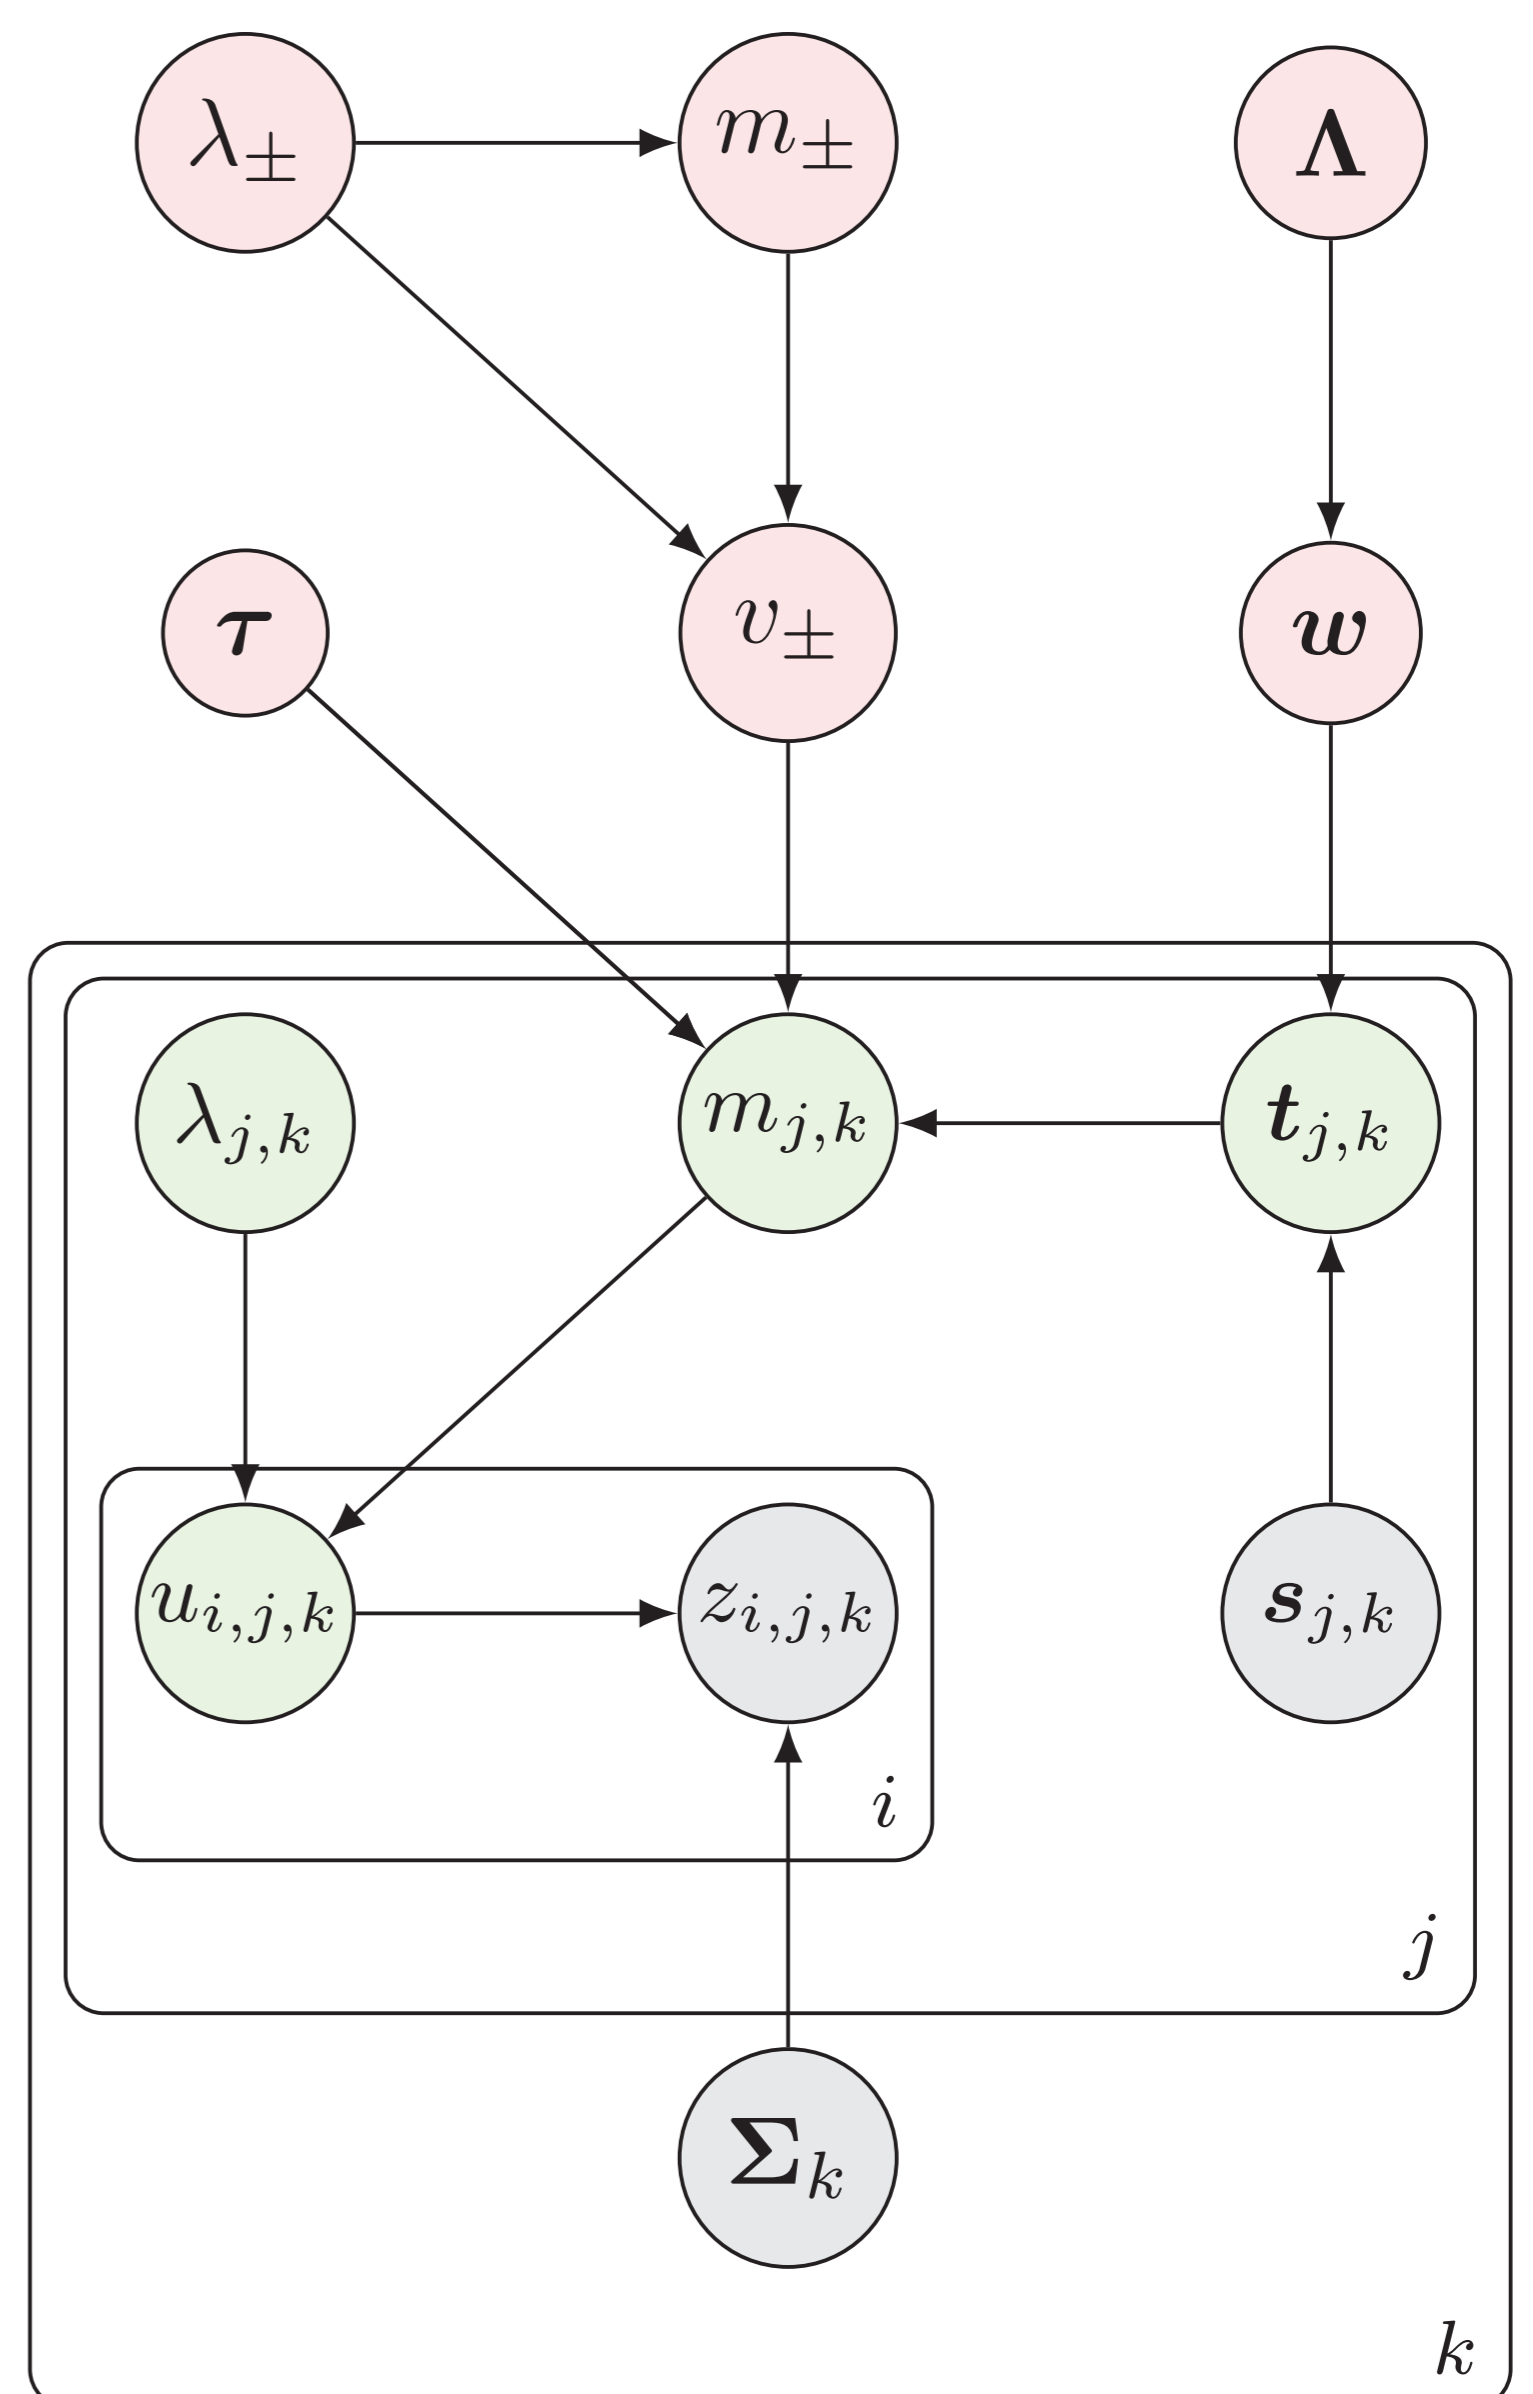 λ± m± Λ
τ v± w
λj,k mj,k tj,k
ui,j,k zi,j,k sj,k
i
j
Σk
k